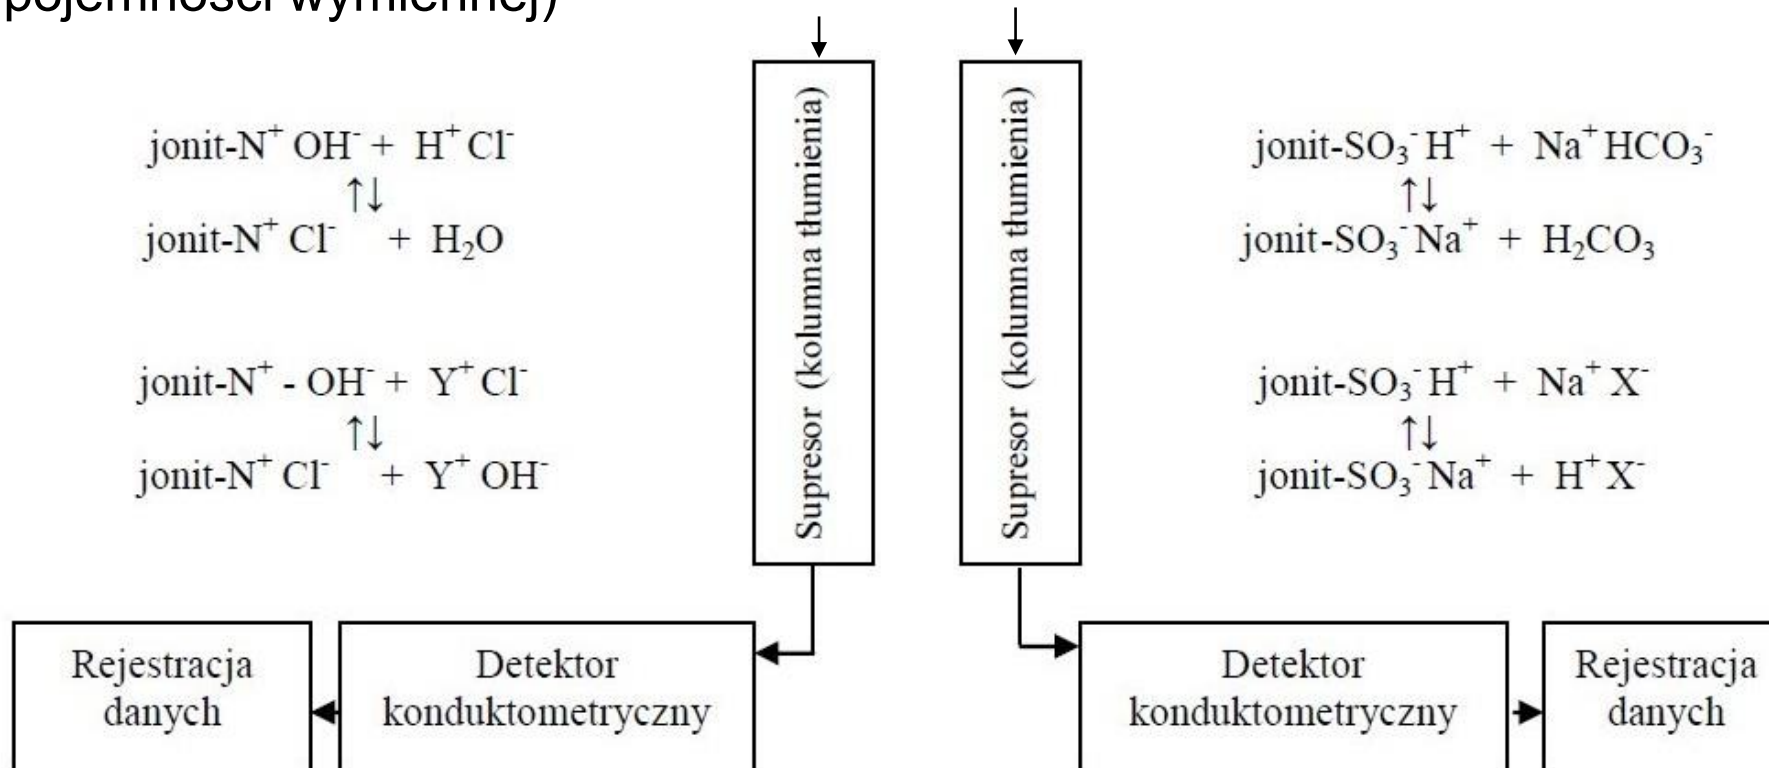 pojemności wymiennej)
jonit-N⁺ OH⁻ + H⁺ Cl⁻
↑↓
jonit-N⁺ Cl⁻ + H₂O
jonit-N⁺ - OH⁻ + Y⁺ Cl⁻
↑↓
jonit-N⁺ Cl⁻ + Y⁺ OH⁻
Supresor (kolumna tłumienia)
Supresor (kolumna tłumienia)
jonit-SO₃⁻ H⁺ + Na⁺ HCO₃⁻
↑↓
jonit-SO₃⁻ Na⁺ + H₂CO₃
jonit-SO₃⁻ H⁺ + Na⁺ X⁻
↑↓
jonit-SO₃⁻ Na⁺ + H⁺ X⁻
Rejestracja
danych
Detektor
konduktometryczny
Detektor
konduktometryczny
Rejestracja
danych